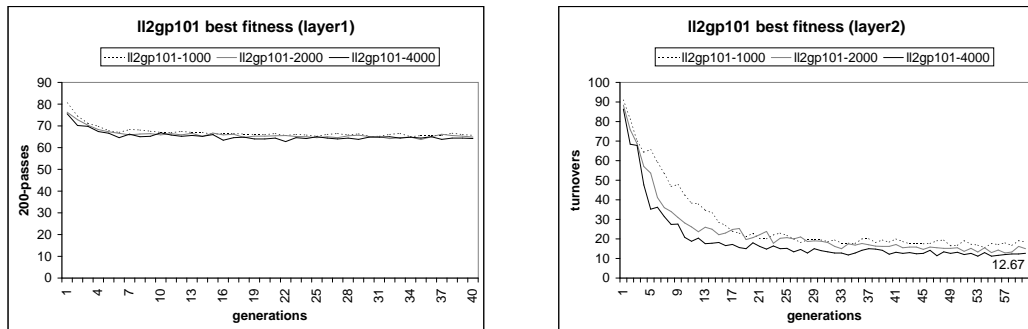 ll2gp101 best fitness (layer1)
ll2gp101-1000 ll2gp101-2000 ll2gp101-4000
90
80
70
60
50
40
30
20
10
0
200-passes
1 4 7 10 13 16 19 22 25 28 31 34 37 40
generations
ll2gp101 best fitness (layer2)
ll2gp101-1000 ll2gp101-2000 ll2gp101-4000
100
90
80
70
60
50
40
30
20
10
0
turnovers
12.67
1 5 9 13 17 21 25 29 33 37 41 45 49 53 57
generations